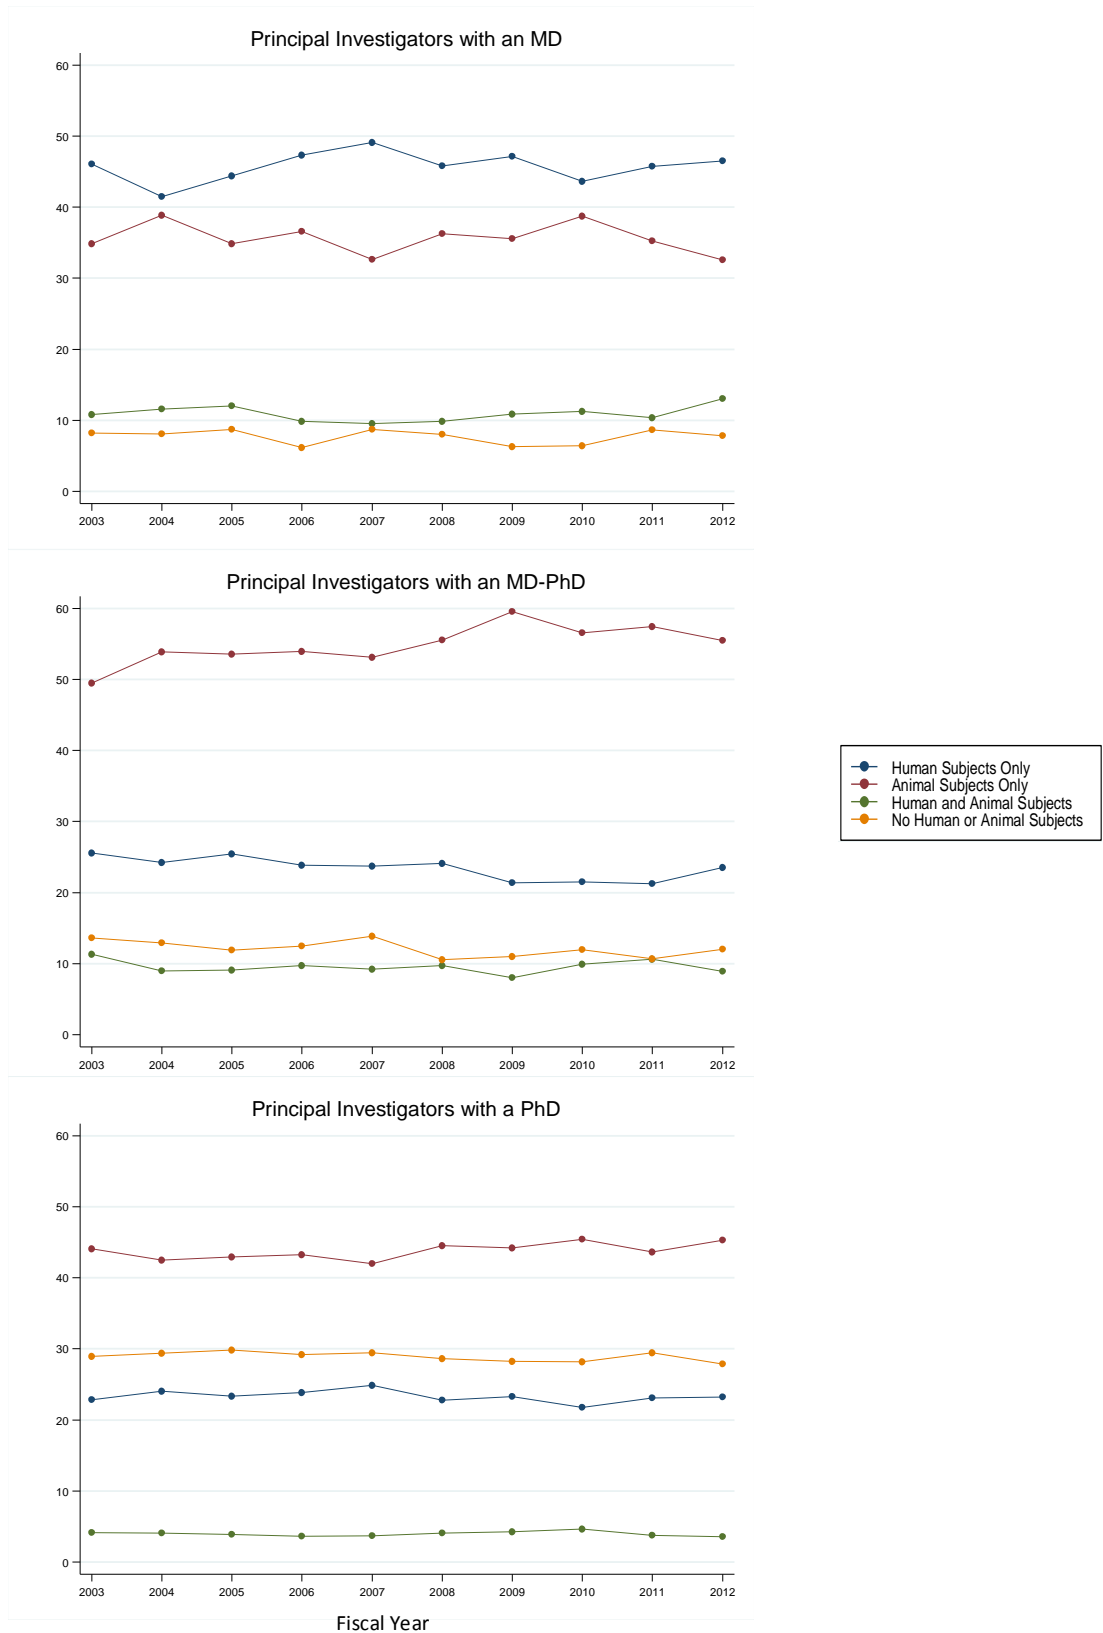 Principal Investigators with an MD
60
50
40
30
20
10
0
2003 2004 2005 2006 2007 2008 2009 2010 2011 2012
Principal Investigators with an MD-PhD
60
50
40
30
20
10
0
2003 2004 2005 2006 2007 2008 2009 2010 2011 2012
Human Subjects Only
Animal Subjects Only
Human and Animal Subjects
No Human or Animal Subjects
Principal Investigators with a PhD
60
50
40
30
20
10
0
2003 2004 2005 2006 2007 2008 2009 2010 2011 2012
Fiscal Year